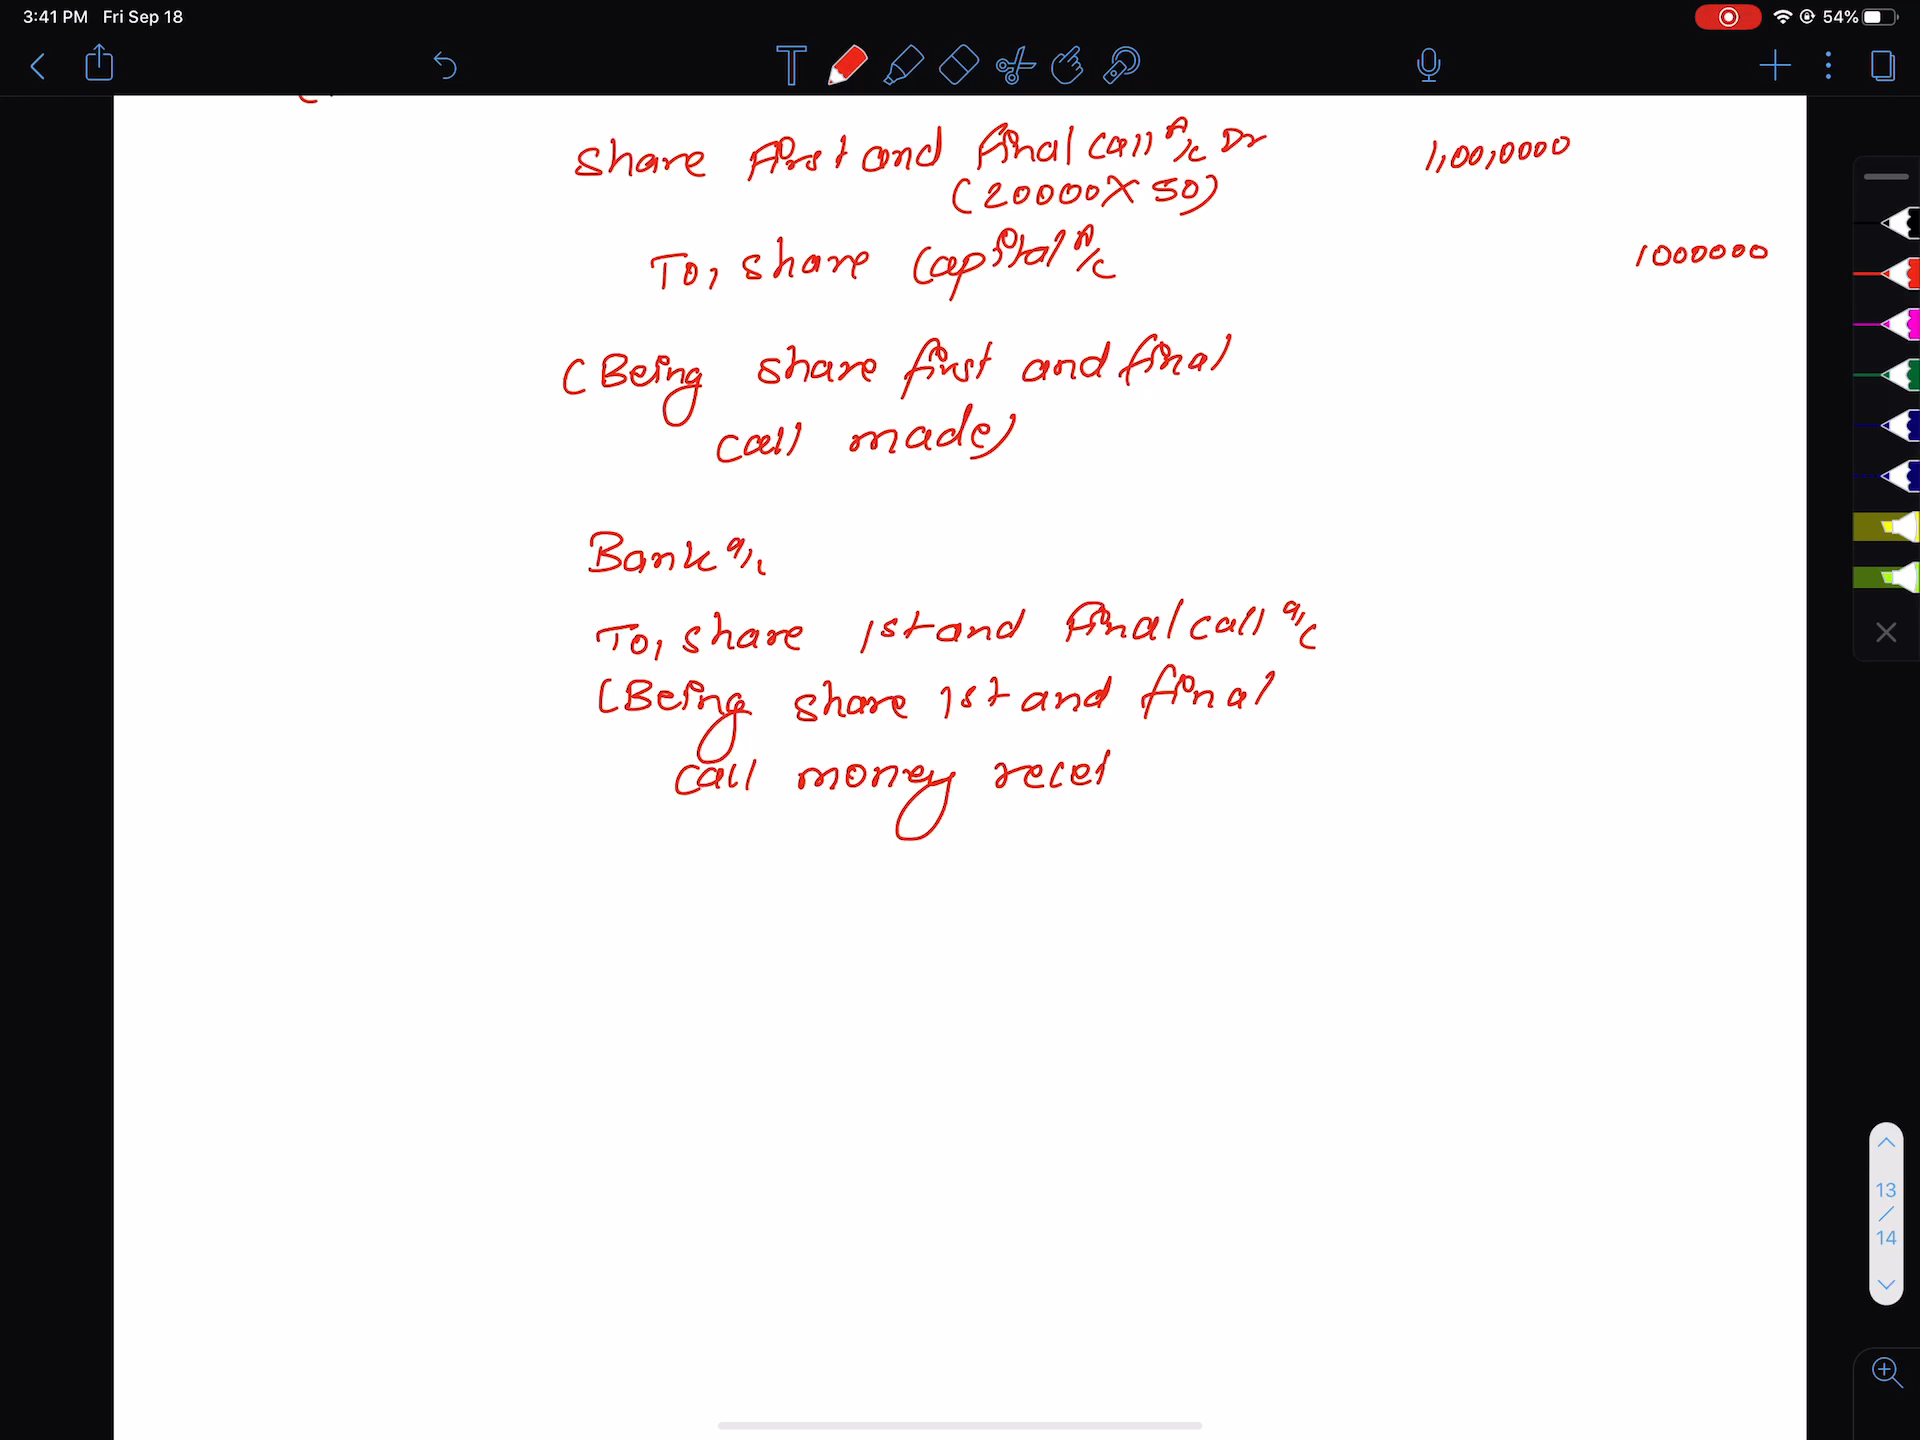 3:41 PM Fri Sep 18 54%
Share First and final call A/c Dr 1,00,0000
(20000X 50)
To, share capital A/c 1000000
(Being share first and final
call made)
Bank a/c
To, share 1st and final call a/c
(Being share 1st and final
call money recei
13
/
14